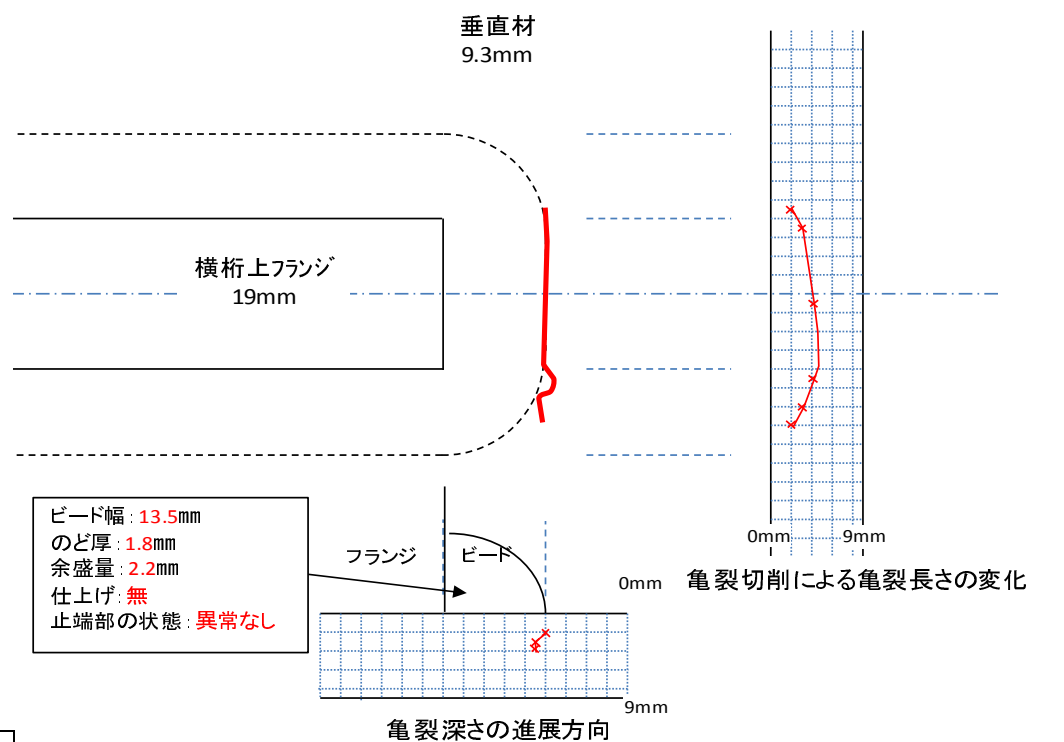 垂直材
9.3mm
横桁上フランジ
19mm
ビード幅：13.5㎜
のど厚：1.8㎜
余盛量：2.2㎜
仕上げ：無
止端部の状態：異常なし
フランジ
ビード
0mm
9mm
亀裂深さの進展方向
0mm
9mm
亀裂切削による亀裂長さの変化